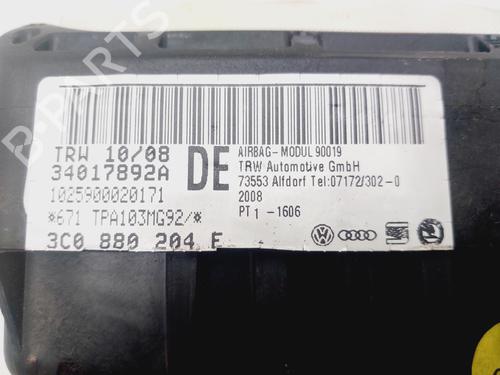 TRW 10/08
34017892A
1025900020171
*671 TPA103MG92/*
3C0 880 204 E
DE
AIRBAG-MODUL 90019
TRW Automotive GmbH
73553 Alfdorf Tel:07172/302-0
2008
PT1 -1606
B-PARTS